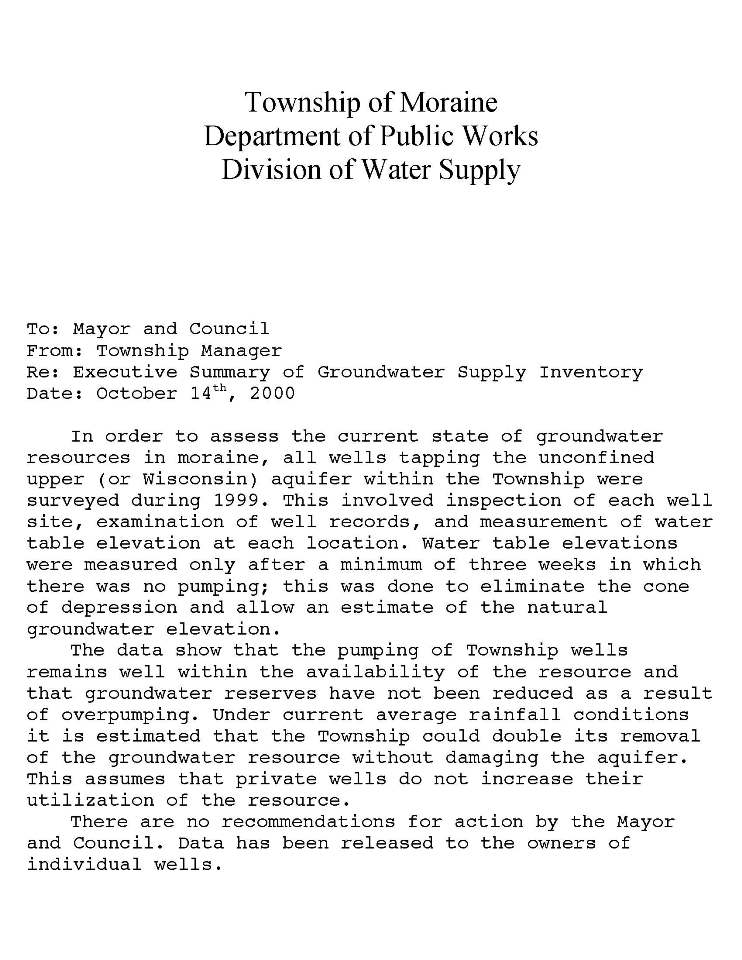 Township of Moraine
Department of Public Works
Division of Water Supply
To: Mayor and Council
From: Township Manager
Re: Executive Summary of Groundwater Supply Inventory
Date: October 14th, 2000
In order to assess the current state of groundwater
resources in moraine, all wells tapping the unconfined
upper (or Wisconsin) aquifer within the Township were
surveyed during 1999. This involved inspection of each well
site, examination of well records, and measurement of water
table elevation at each location. Water table elevations
were measured only after a minimum of three weeks in which
there was no pumping; this was done to eliminate the cone
of depression and allow an estimate of the natural
groundwater elevation.
The data show that the pumping of Township wells
remains well within the availability of the resource and
that groundwater reserves have not been reduced as a result
of overpumping. Under current average rainfall conditions
it is estimated that the Township could double its removal
of the groundwater resource without damaging the aquifer.
This assumes that private wells do not increase their
utilization of the resource.
There are no recommendations for action by the Mayor
and Council. Data has been released to the owners of
individual wells.